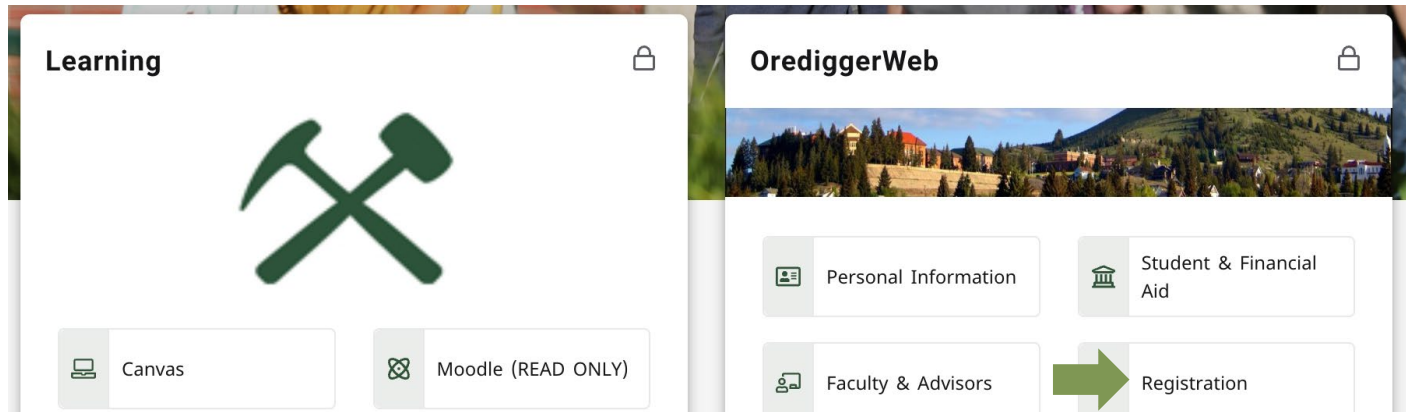 Learning
Canvas
Moodle (READ ONLY)
OrediggerWeb
Personal Information
Student & Financial
Aid
Faculty & Advisors
Registration